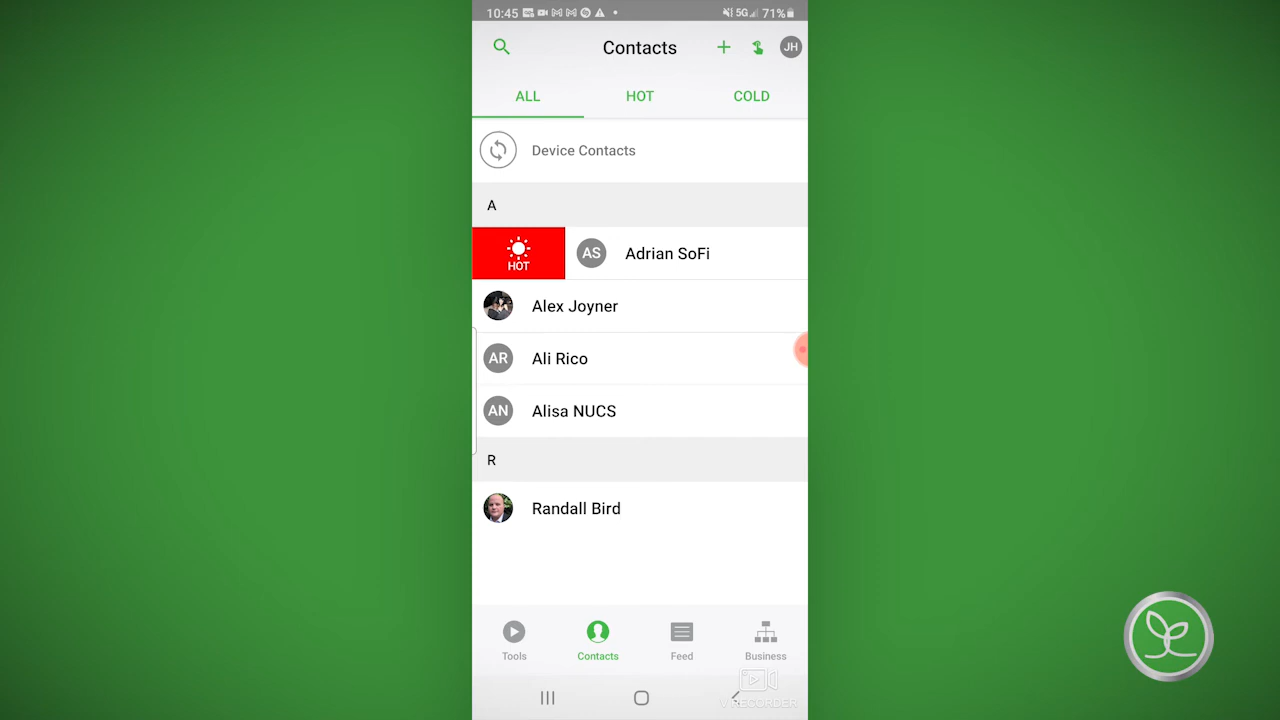 10:45
5G 71%
Contacts
JH
ALL HOT COLD
Device Contacts
A
HOT
AS Adrian SoFi
Alex Joyner
AR Ali Rico
AN Alisa NUCS
R
Randall Bird
Tools Contacts Feed Business
V RECORDER